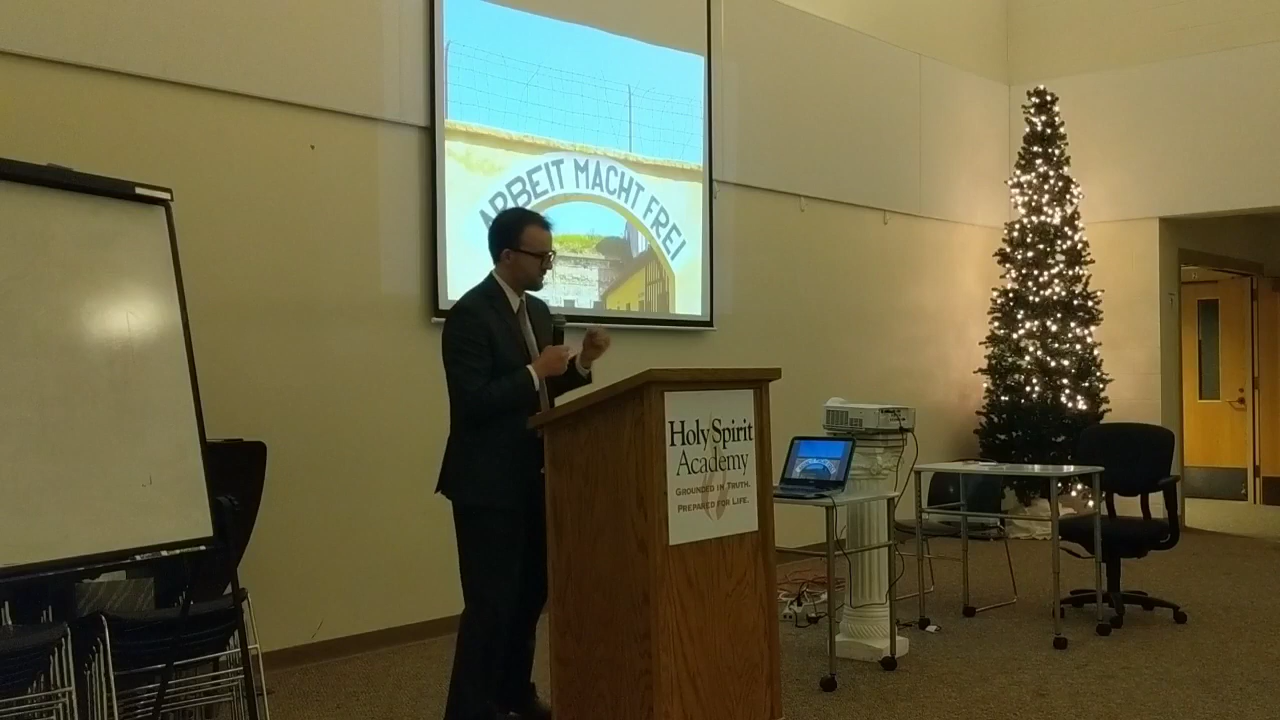 ARBEIT MACHT FREI
Holy Spirit
Academy
GROUNDED IN TRUTH.
PREPARED FOR LIFE.